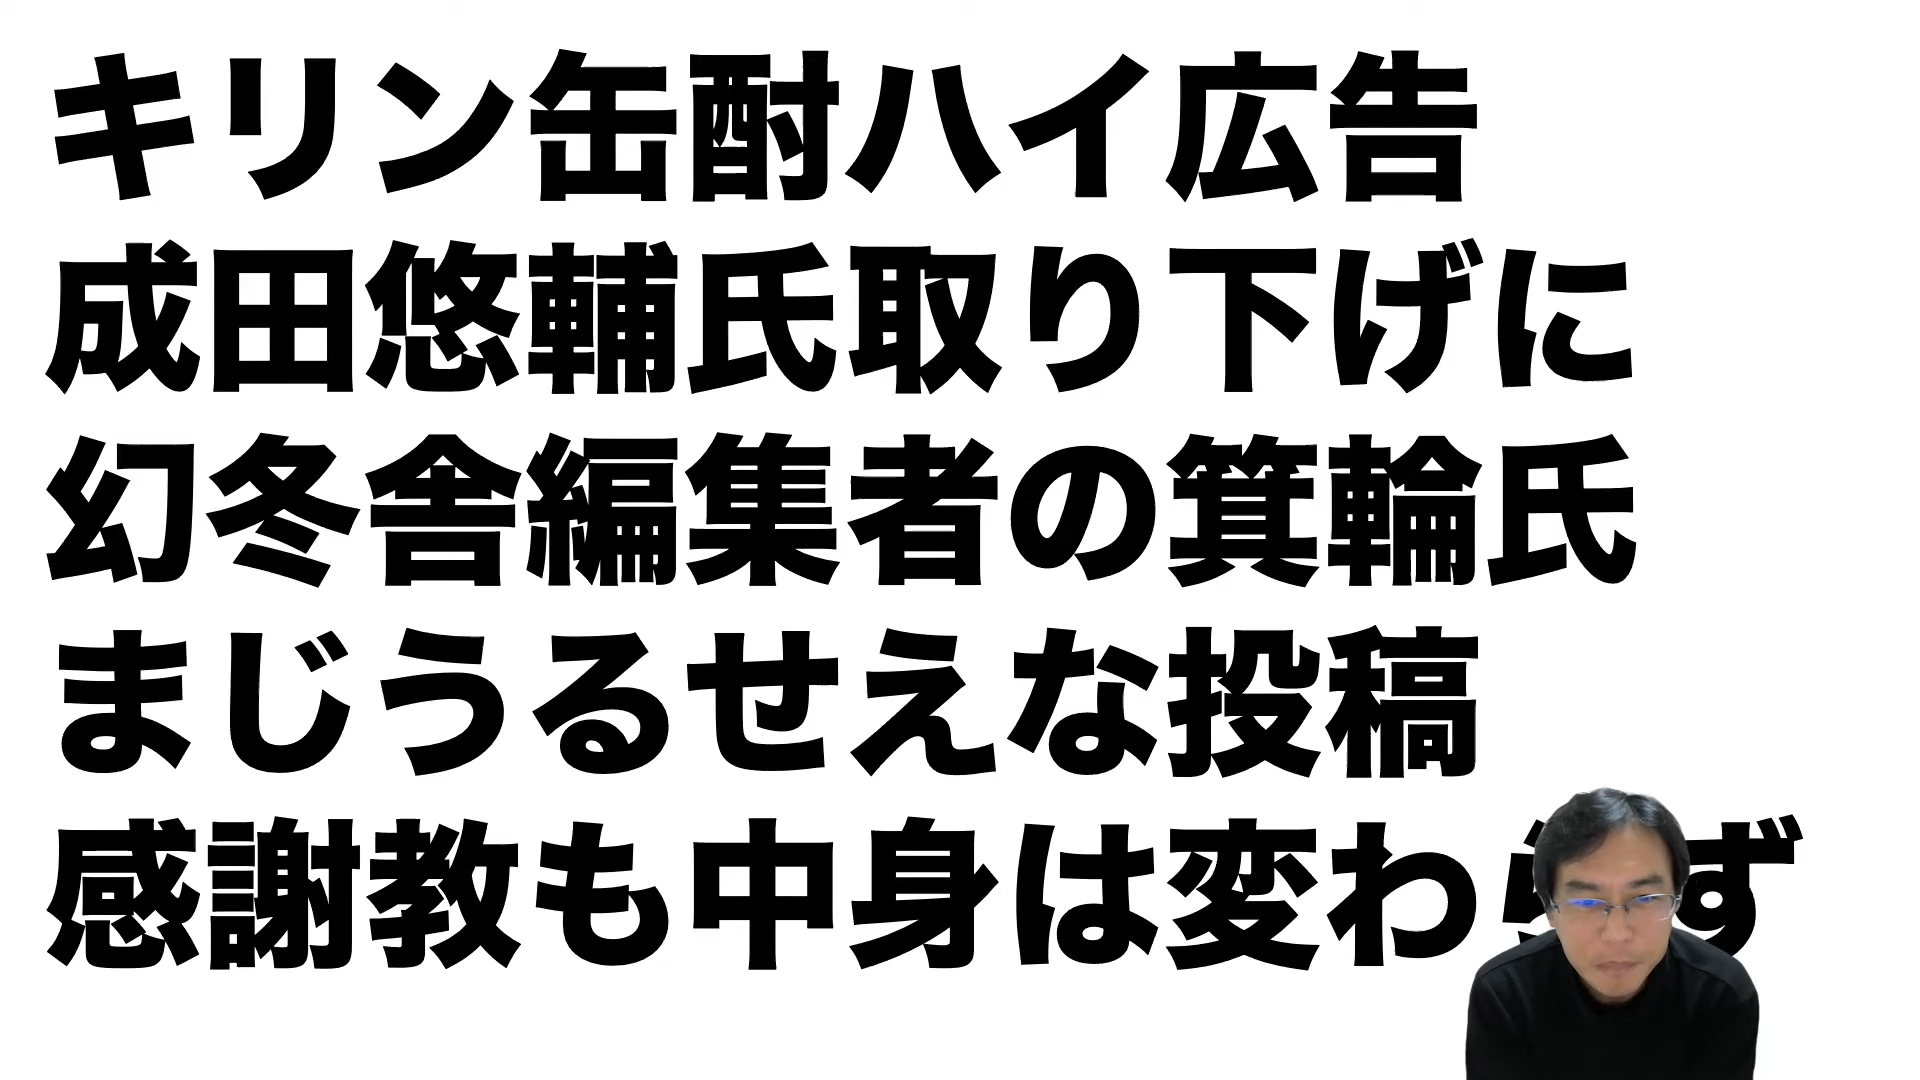 キリン缶酎ハイ広告
成田悠輔氏取り下げに
幻冬舎編集者の箕輪氏
まじうるせえな投稿
感謝教も中身は変わらず